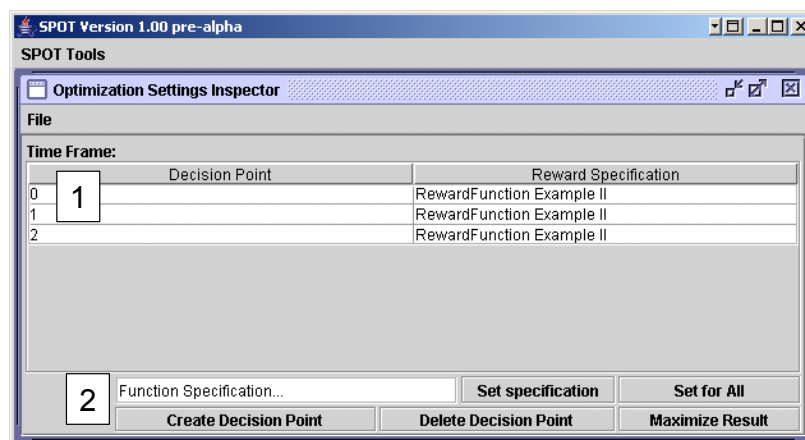 SPOT Version 1.00 pre-alpha
SPOT Tools
Optimization Settings Inspector
File
Time Frame:
Decision Point Reward Specification
0 RewardFunction Example II
1 RewardFunction Example II
2 RewardFunction Example II
1
2
Function Specification... Set specification Set for All
Create Decision Point Delete Decision Point Maximize Result